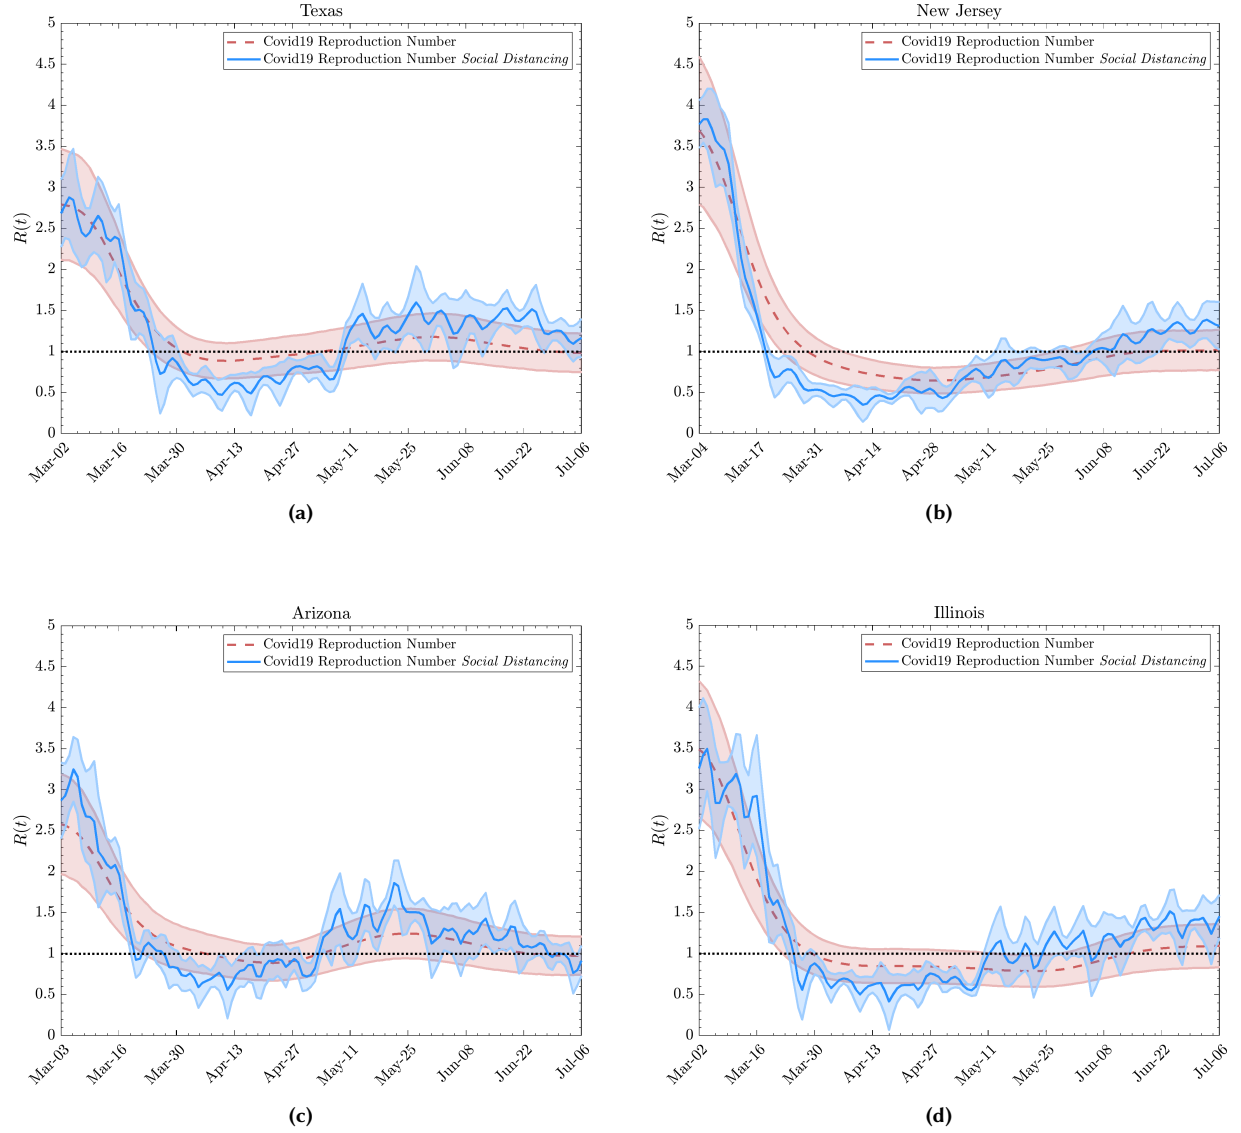 Texas
Covid19 Reproduction Number
Covid19 Reproduction Number Social Distancing
R(t)
5
4.5
4
3.5
3
2.5
2
1.5
1
0.5
0
Mar-02
Mar-16
Mar-30
Apr-13
Apr-27
May-11
May-25
Jun-08
Jun-22
Jul-06
(a)
New Jersey
Covid19 Reproduction Number
Covid19 Reproduction Number Social Distancing
R(t)
5
4.5
4
3.5
3
2.5
2
1.5
1
0.5
0
Mar-04
Mar-17
Mar-31
Apr-14
Apr-28
May-11
May-25
Jun-08
Jun-22
Jul-06
(b)
Arizona
Covid19 Reproduction Number
Covid19 Reproduction Number Social Distancing
R(t)
5
4.5
4
3.5
3
2.5
2
1.5
1
0.5
0
Mar-03
Mar-16
Mar-30
Apr-13
Apr-27
May-11
May-25
Jun-08
Jun-22
Jul-06
(c)
Illinois
Covid19 Reproduction Number
Covid19 Reproduction Number Social Distancing
R(t)
5
4.5
4
3.5
3
2.5
2
1.5
1
0.5
0
Mar-02
Mar-16
Mar-30
Apr-13
Apr-27
May-11
May-25
Jun-08
Jun-22
Jul-06
(d)